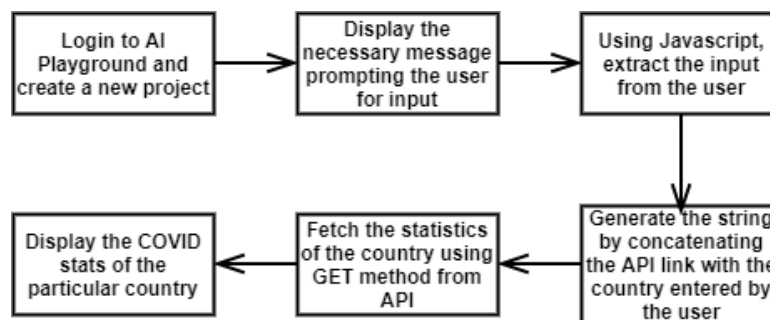 Login to AI
Playground and
create a new project
Display the
necessary message
prompting the user
for input
Using Javascript,
extract the input
from the user
Generate the string
by concatenating
the API link with the
country entered by
the user
Fetch the statistics
of the country using
GET method from
API
Display the COVID
stats of the
particular country